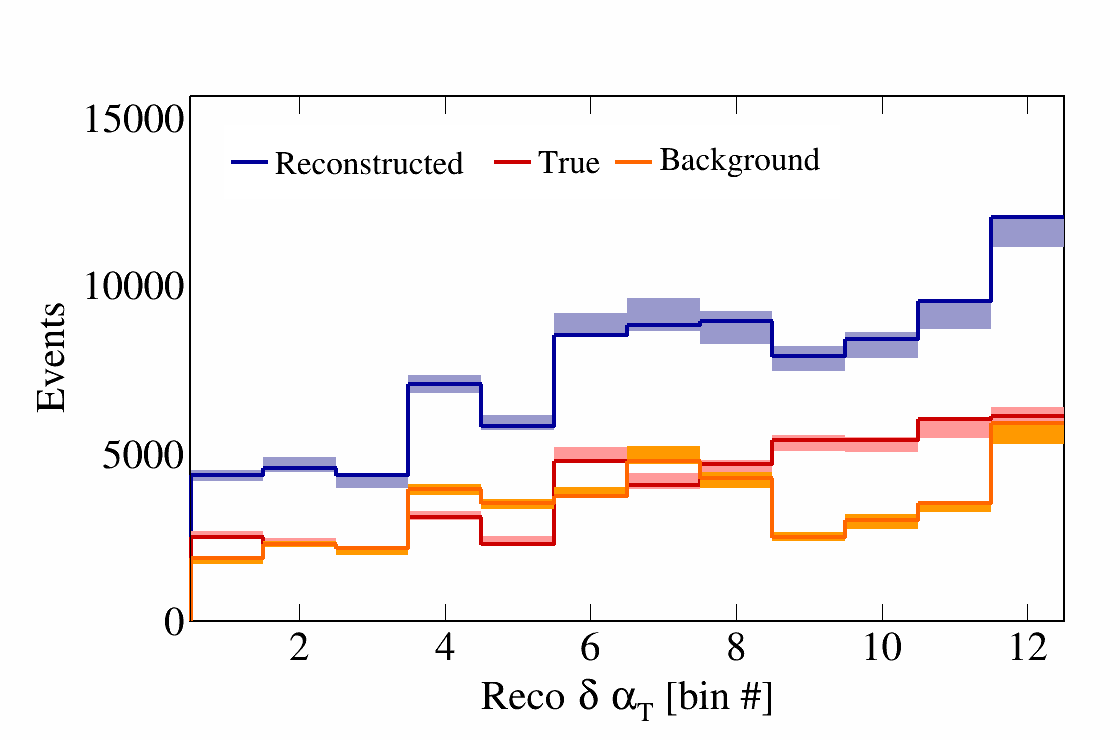 15000
Reconstructed True Background
10000
5000
0
Events
2 4 6 8 10 12
Reco δ α_T [bin #]